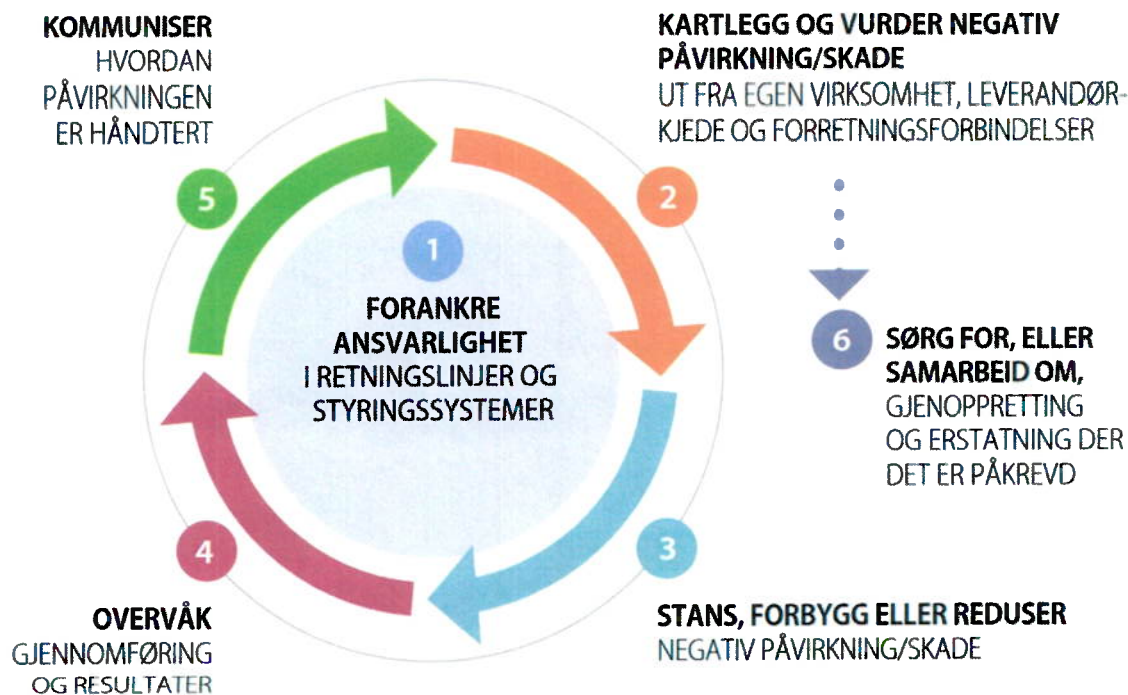 1
FORANKRE
ANSVARLIGHET
I RETNINGSLINJER OG
STYRINGSSYSTEMER
2
KARTLEGG OG VURDER NEGATIV
PÅVIRKNING/SKADE
UT FRA EGEN VIRKSOMHET, LEVERANDØR-
KJEDE OG FORRETNINGSFORBINDELSER
3
STANS, FORBYGG ELLER REDUSER
NEGATIV PÅVIRKNING/SKADE
4
OVERVÅK
GJENNOMFØRING
OG RESULTATER
5
KOMMUNISER
HVORDAN
PÅVIRKNINGEN
ER HÅNDTERT
6
SØRG FOR, ELLER
SAMARBEID OM,
GJENOPPRETTING
OG ERSTATNING DER
DET ER PÅKREVD